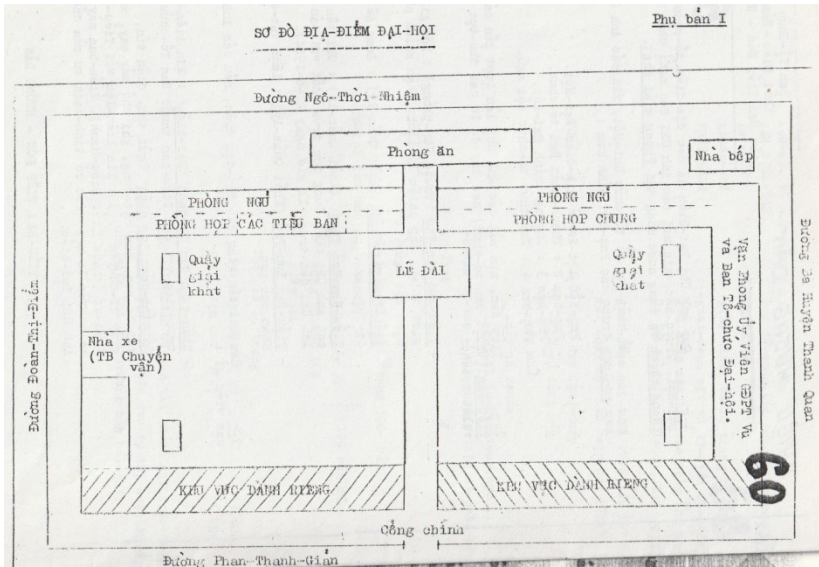 Phụ bản I
SƠ ĐỒ ĐỊA-ĐIỂM ĐẠI-HỘI
Đường Ngô-Thời-Nhiệm
Phòng ăn
Nhà bếp
PHÒNG NGỦ
PHÒNG HỌP CÁC TIỂU BAN
PHÒNG NGỦ
PHÒNG HỌP CHUNG
Quầy
giải
khát
LỄ ĐÀI
Quầy
giải
khát
Nhà xe
(TB Chuyển
vận)
Đường Đoàn-Thị-Điểm
Văn Phòng Ủy Viên GĐPT Vụ
và Ban Tổ-chức Đại-hội.
Đường Bà Huyện Thanh Quan
60
KHU VỰC DÀNH RIÊNG
KHU VỰC DÀNH RIÊNG
Cổng chính
Đường Phan-Thanh-Giản